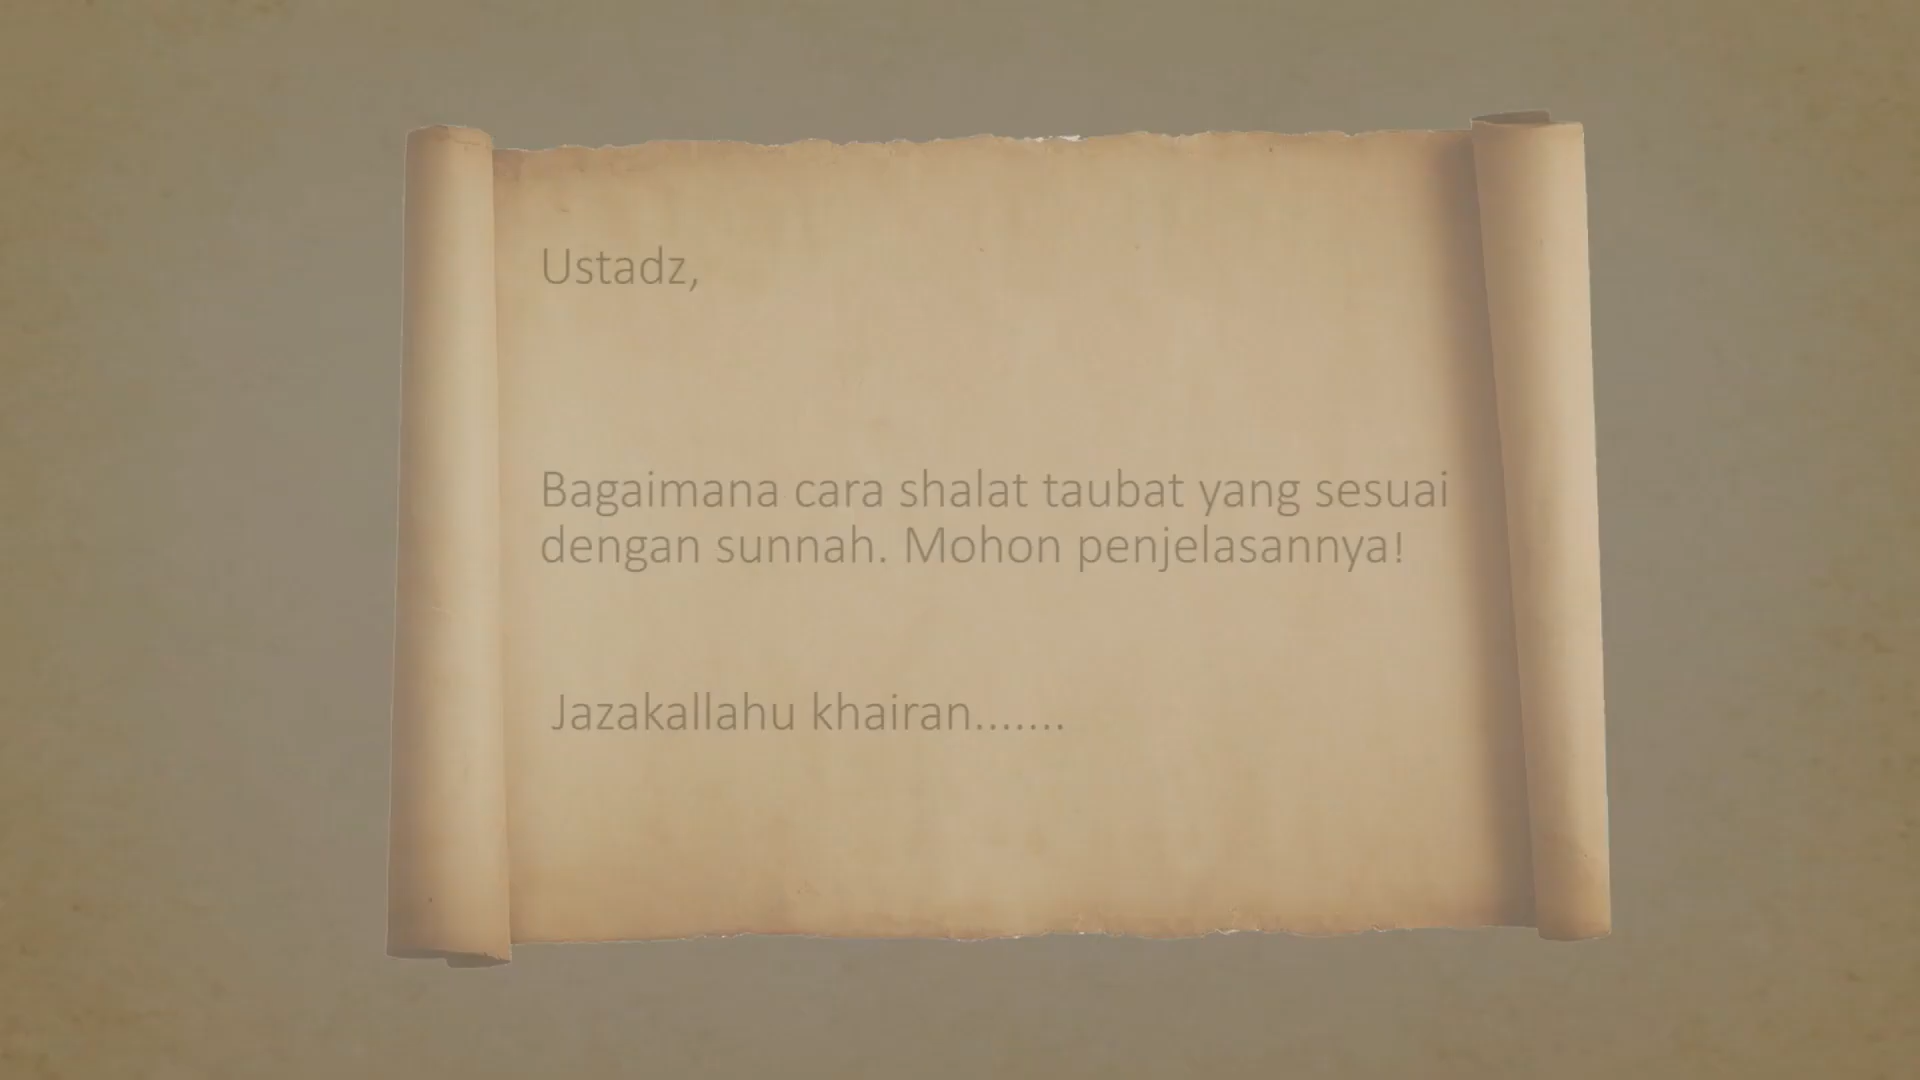 Ustadz,
Bagaimana cara shalat taubat yang sesuai
dengan sunnah. Mohon penjelasannya!
Jazakallahu khairan.......